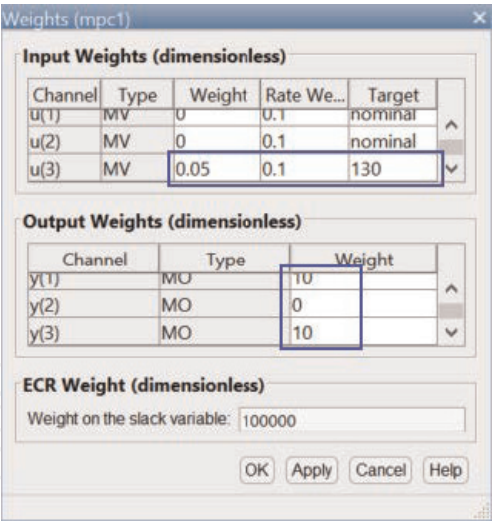 Weights (mpc1)
Input Weights (dimensionless)
Channel Type Weight Rate We... Target
u(1) MV 0 0.1 nominal
u(2) MV 0 0.1 nominal
u(3) MV 0.05 0.1 130
Output Weights (dimensionless)
Channel Type Weight
y(1) MO 10
y(2) MO 0
y(3) MO 10
ECR Weight (dimensionless)
Weight on the slack variable: 100000
OK Apply Cancel Help